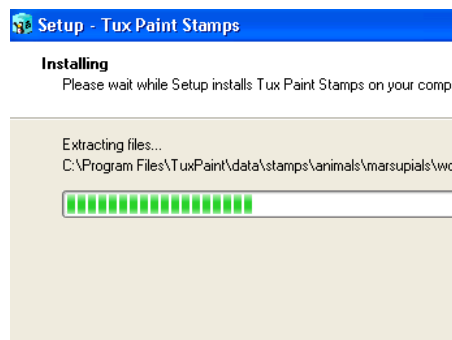 Setup - Tux Paint Stamps
Installing
Please wait while Setup installs Tux Paint Stamps on your comp
Extracting files...
C:\Program Files\TuxPaint\data\stamps\animals\marsupials\wo